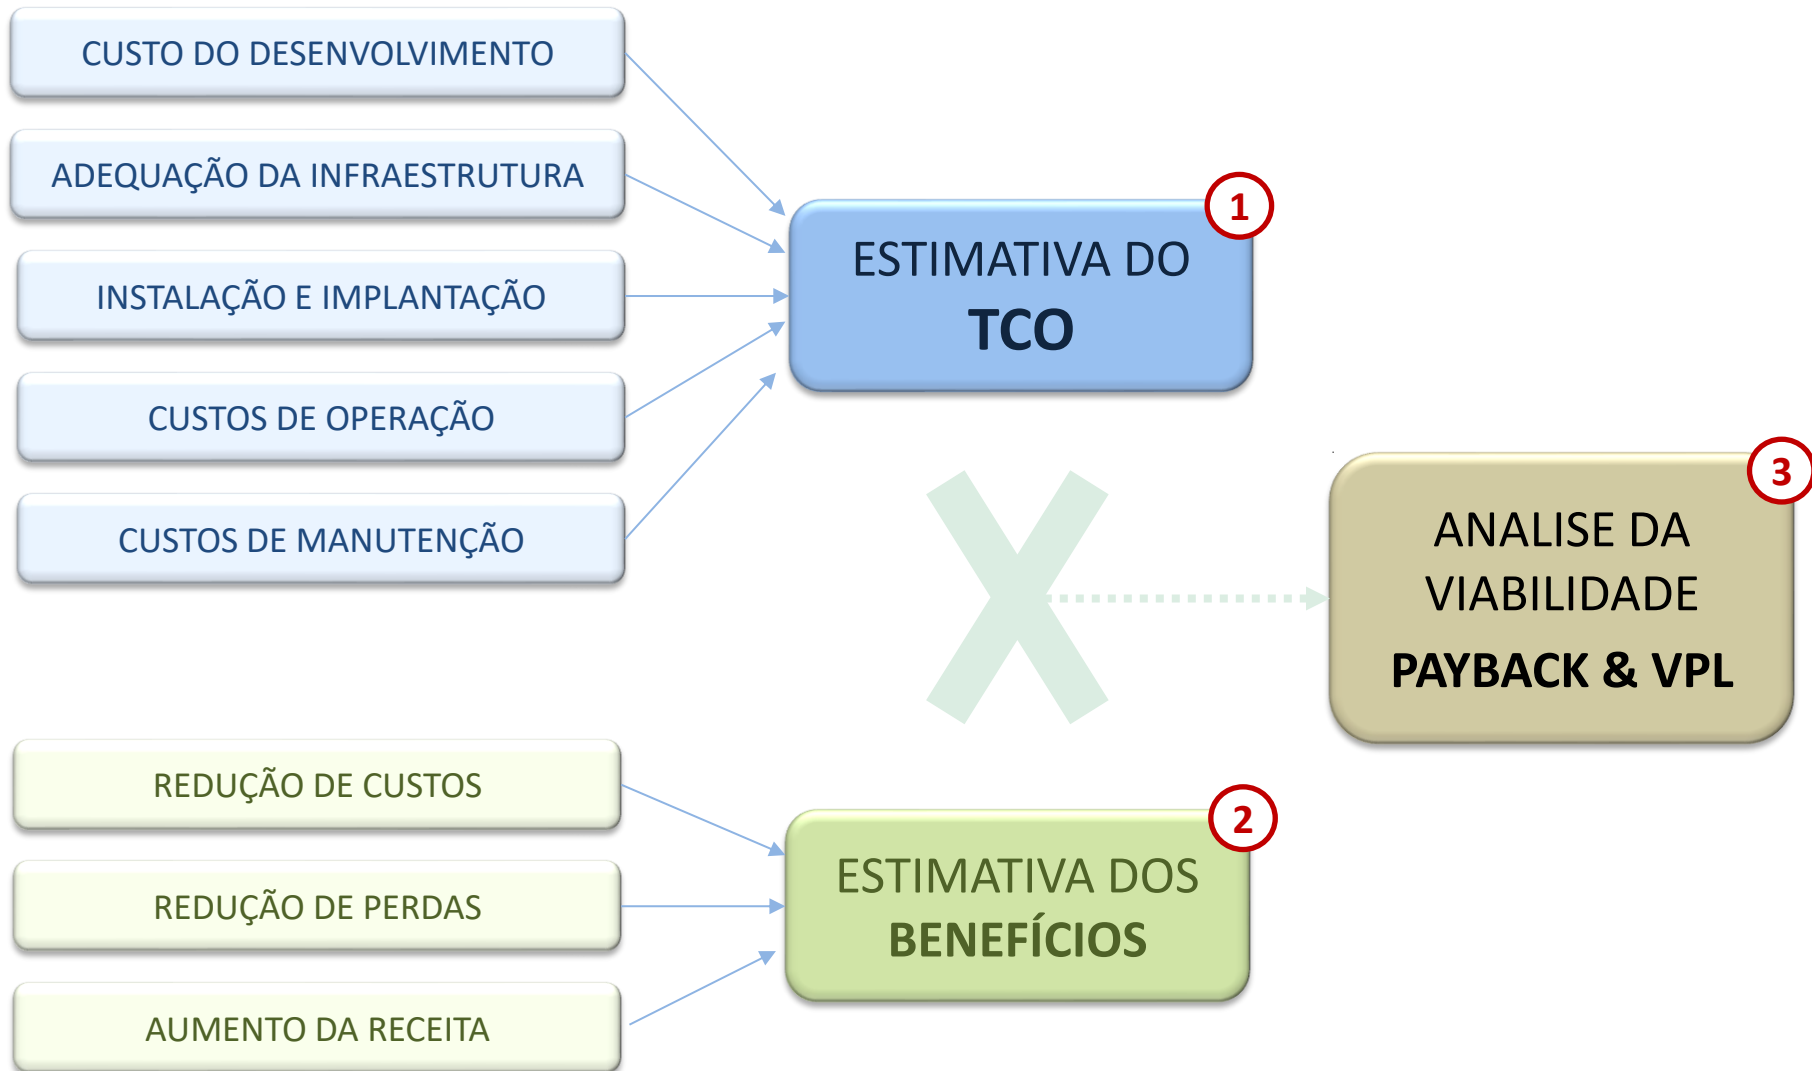 CUSTO DO DESENVOLVIMENTO
ADEQUAÇÃO DA INFRAESTRUTURA
INSTALAÇÃO E IMPLANTAÇÃO
CUSTOS DE OPERAÇÃO
CUSTOS DE MANUTENÇÃO
1
ESTIMATIVA DO
TCO
X
3
ANALISE DA
VIABILIDADE
PAYBACK & VPL
REDUÇÃO DE CUSTOS
REDUÇÃO DE PERDAS
AUMENTO DA RECEITA
2
ESTIMATIVA DOS
BENEFÍCIOS